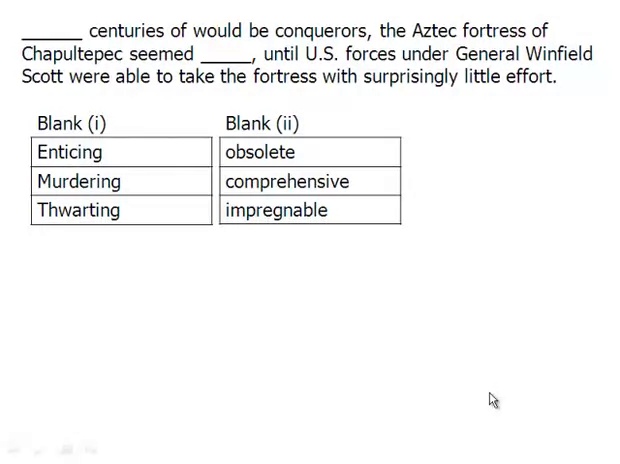 ______ centuries of would be conquerors, the Aztec fortress of
Chapultepec seemed _____, until U.S. forces under General Winfield
Scott were able to take the fortress with surprisingly little effort.
Blank (i) Blank (ii)
Enticing obsolete
Murdering comprehensive
Thwarting impregnable